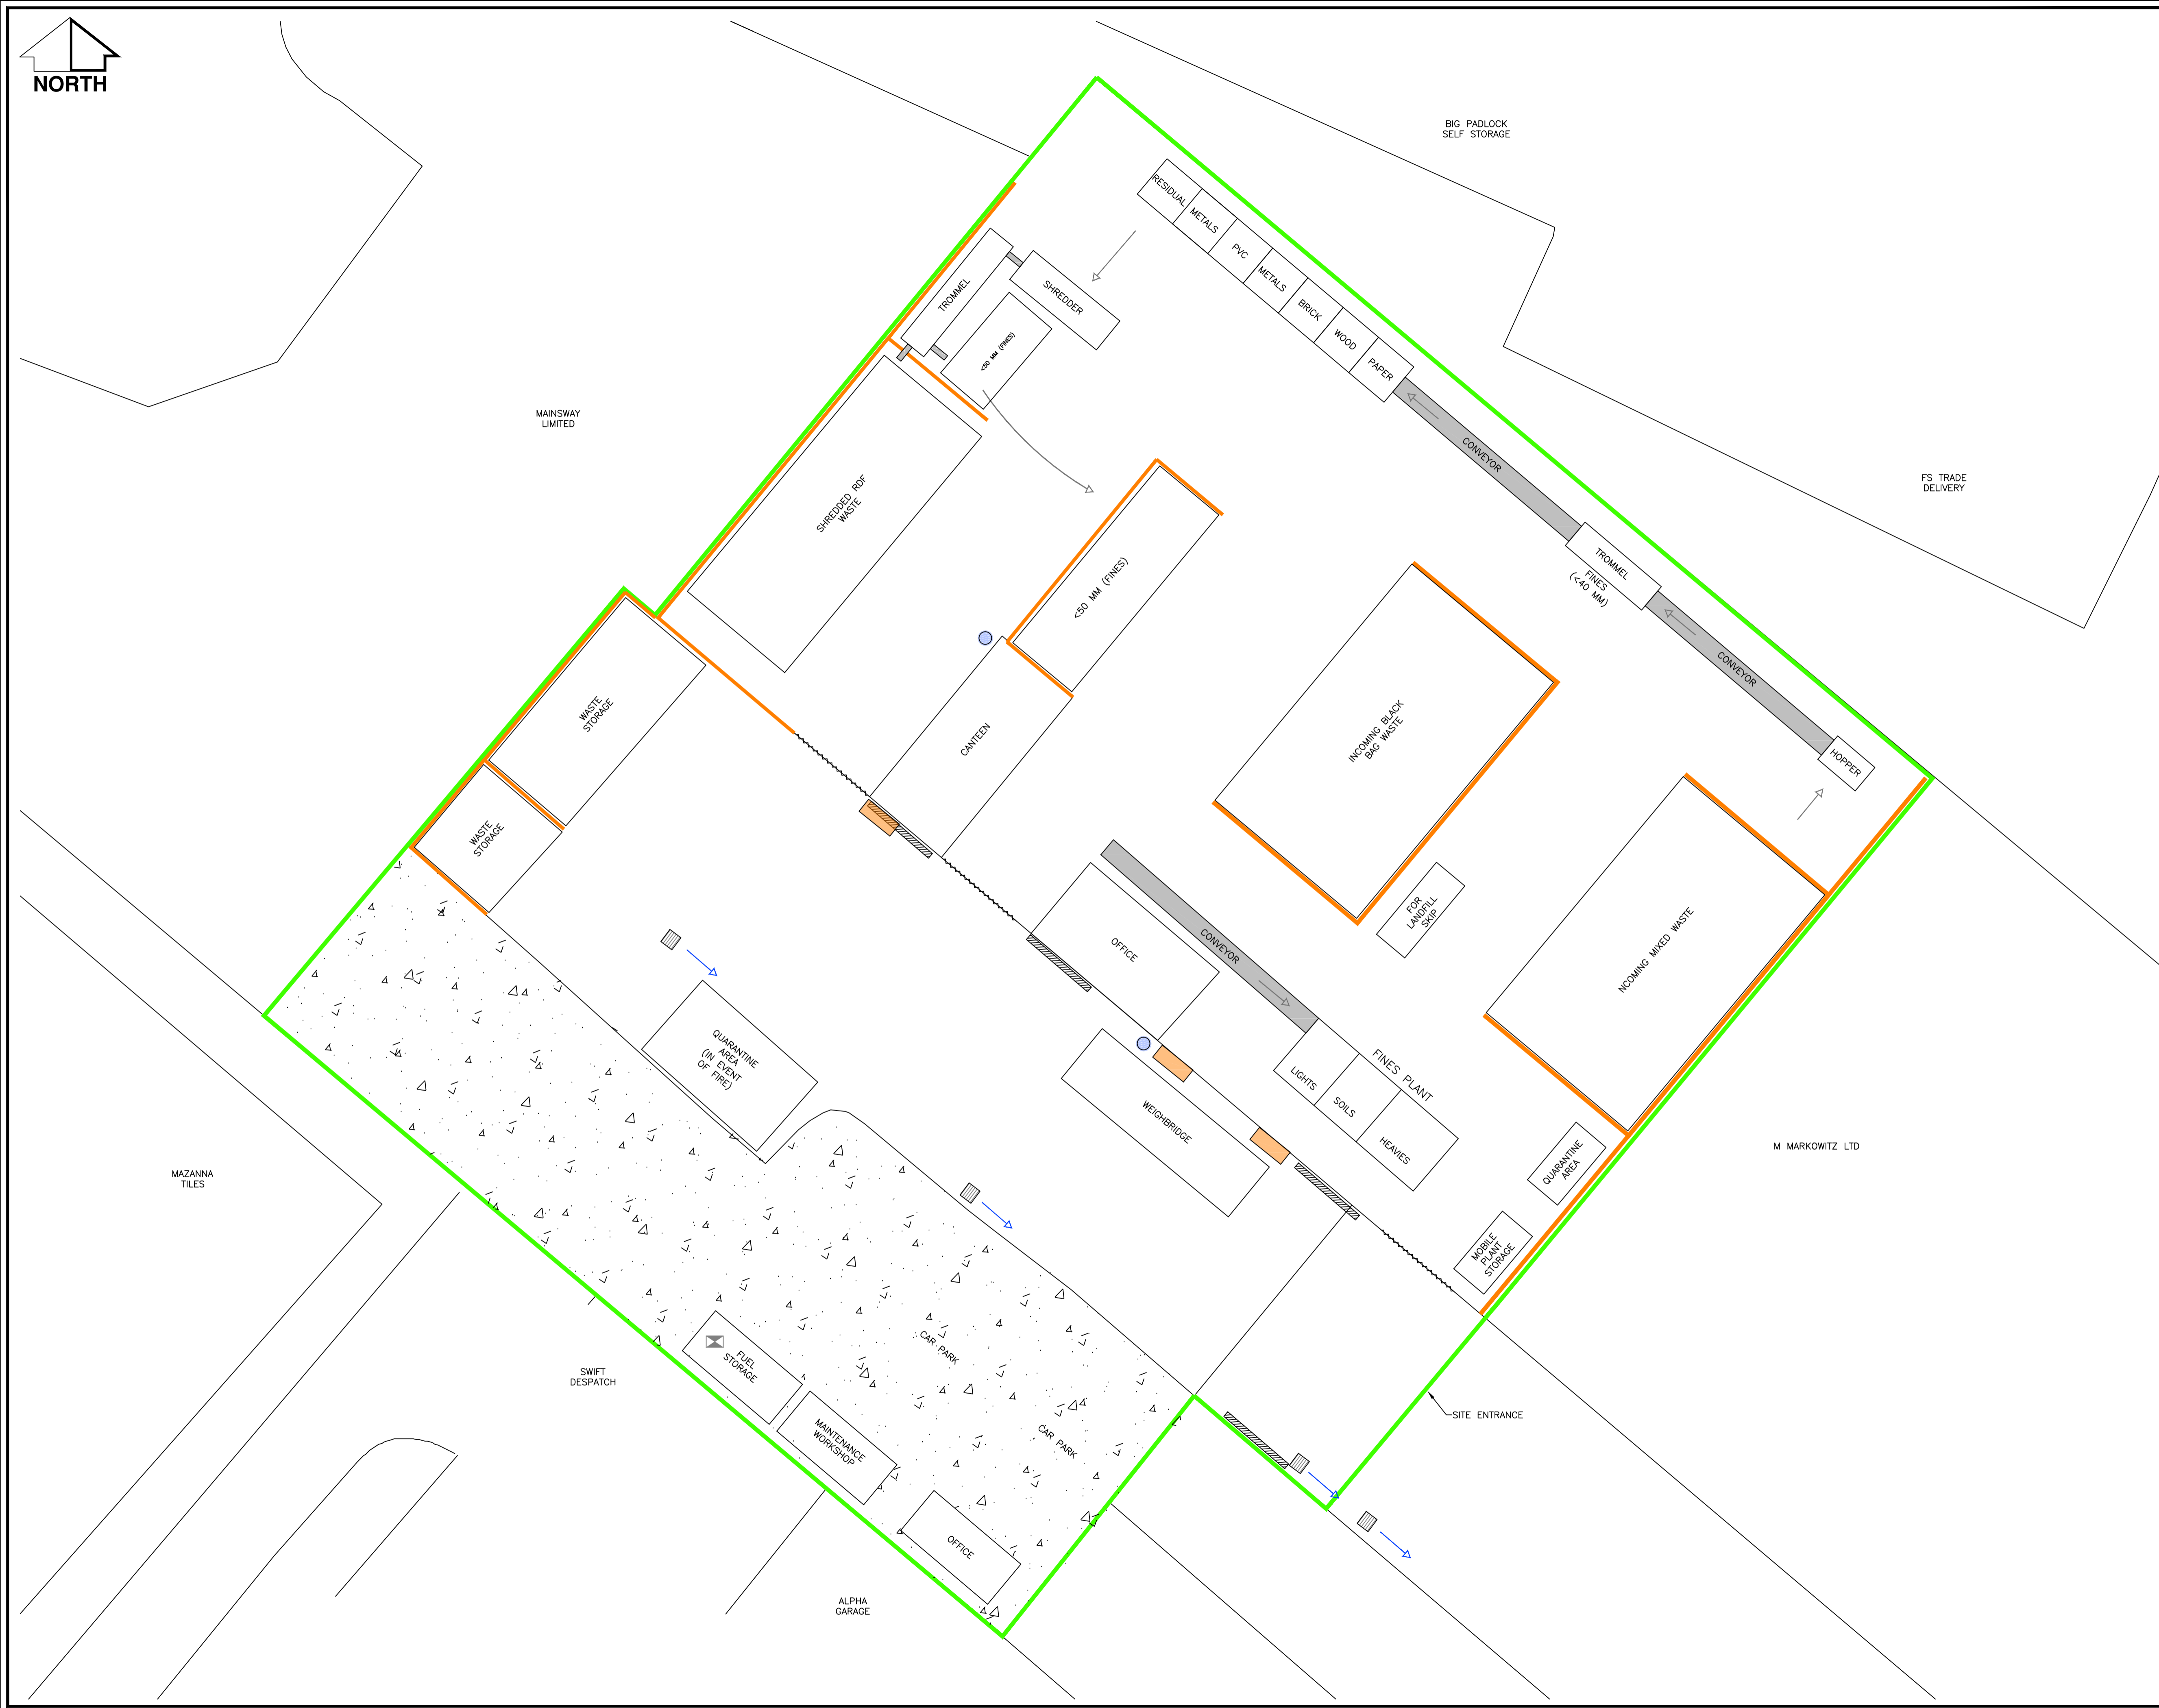 NORTH
BIG PADLOCK
SELF STORAGE
RESIDUAL
METALS
PVC
METALS
BRICK
WOOD
PAPER
TROMMEL
SHREDDER
<50 MM (FINES)
MAINSWAY
LIMITED
CONVEYOR
FS TRADE
DELIVERY
SHREDDED RDF
WASTE
<50 MM (FINES)
TROMMEL
FINES
(<40 MM)
CONVEYOR
HOPPER
WASTE
STORAGE
CANTEEN
INCOMING BLACK
BAG WASTE
WASTE
STORAGE
FOR
LANDFILL
SKIP
NCOMING MIXED WASTE
OFFICE
CONVEYOR
QUARANTINE
AREA
(IN EVENT
OF FIRE)
FINES PLANT
LIGHTS
SOILS
HEAVIES
WEIGHBRIDGE
QUARANTINE
AREA
M MARKOWITZ LTD
MAZANNA
TILES
MOBILE
PLANT
STORAGE
CAR PARK
FUEL
STORAGE
SWIFT
DESPATCH
SITE ENTRANCE
CAR PARK
MAINTENANCE
WORKSHOP
OFFICE
ALPHA
GARAGE